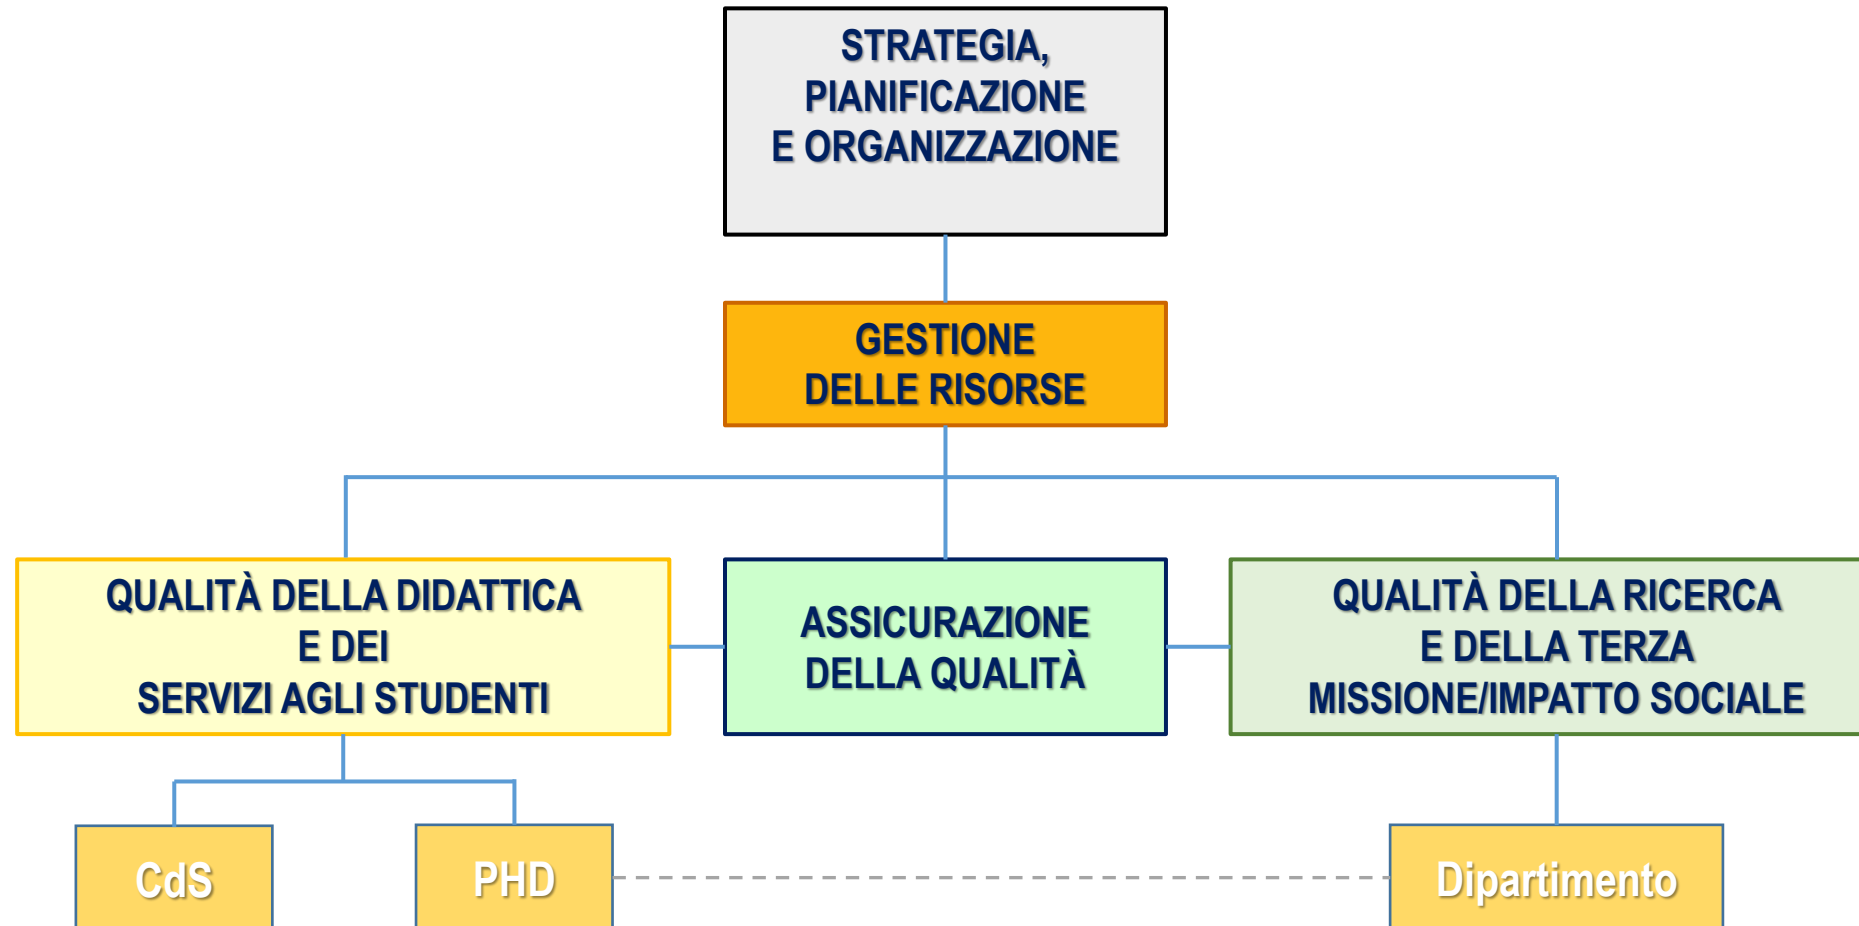 STRATEGIA,
PIANIFICAZIONE
E ORGANIZZAZIONE
GESTIONE
DELLE RISORSE
QUALITÀ DELLA DIDATTICA
E DEI
SERVIZI AGLI STUDENTI
ASSICURAZIONE
DELLA QUALITÀ
QUALITÀ DELLA RICERCA
E DELLA TERZA
MISSIONE/IMPATTO SOCIALE
CdS
PHD
Dipartimento